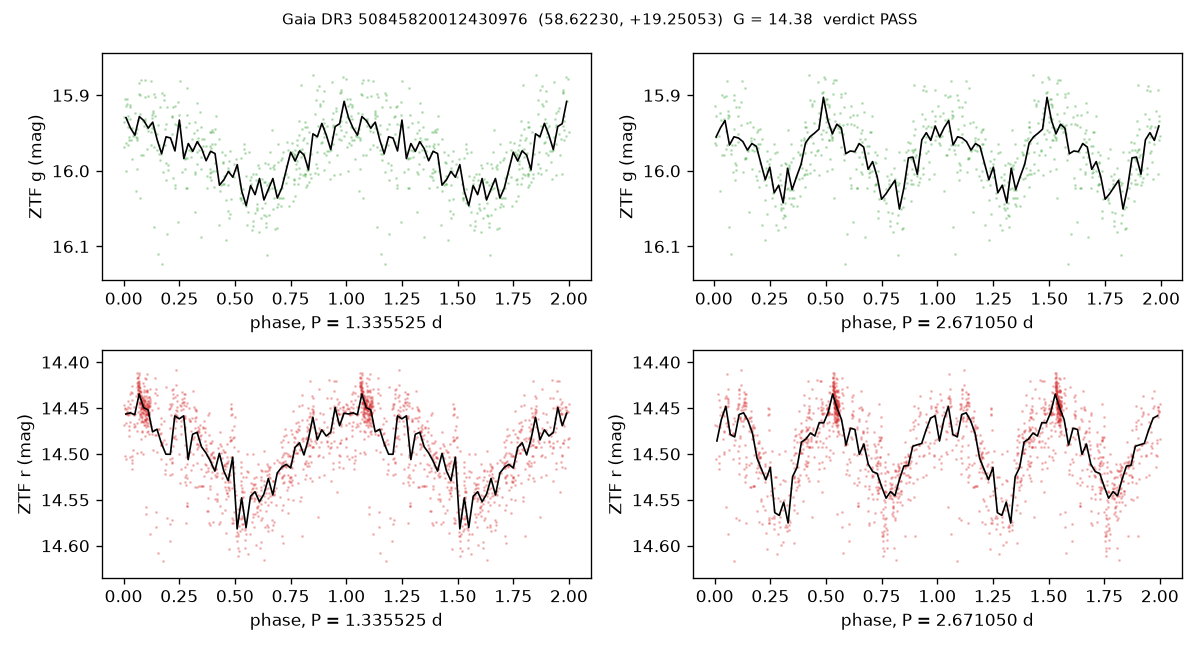 Gaia DR3 50845820012430976 (58.62230, +19.25053) G = 14.38 verdict PASS
ZTF g (mag)
15.9
16.0
16.1
0.00 0.25 0.50 0.75 1.00 1.25 1.50 1.75 2.00
phase, P = 1.335525 d
ZTF g (mag)
15.9
16.0
16.1
0.00 0.25 0.50 0.75 1.00 1.25 1.50 1.75 2.00
phase, P = 2.671050 d
ZTF r (mag)
14.40
14.45
14.50
14.55
14.60
0.00 0.25 0.50 0.75 1.00 1.25 1.50 1.75 2.00
phase, P = 1.335525 d
ZTF r (mag)
14.40
14.45
14.50
14.55
14.60
0.00 0.25 0.50 0.75 1.00 1.25 1.50 1.75 2.00
phase, P = 2.671050 d